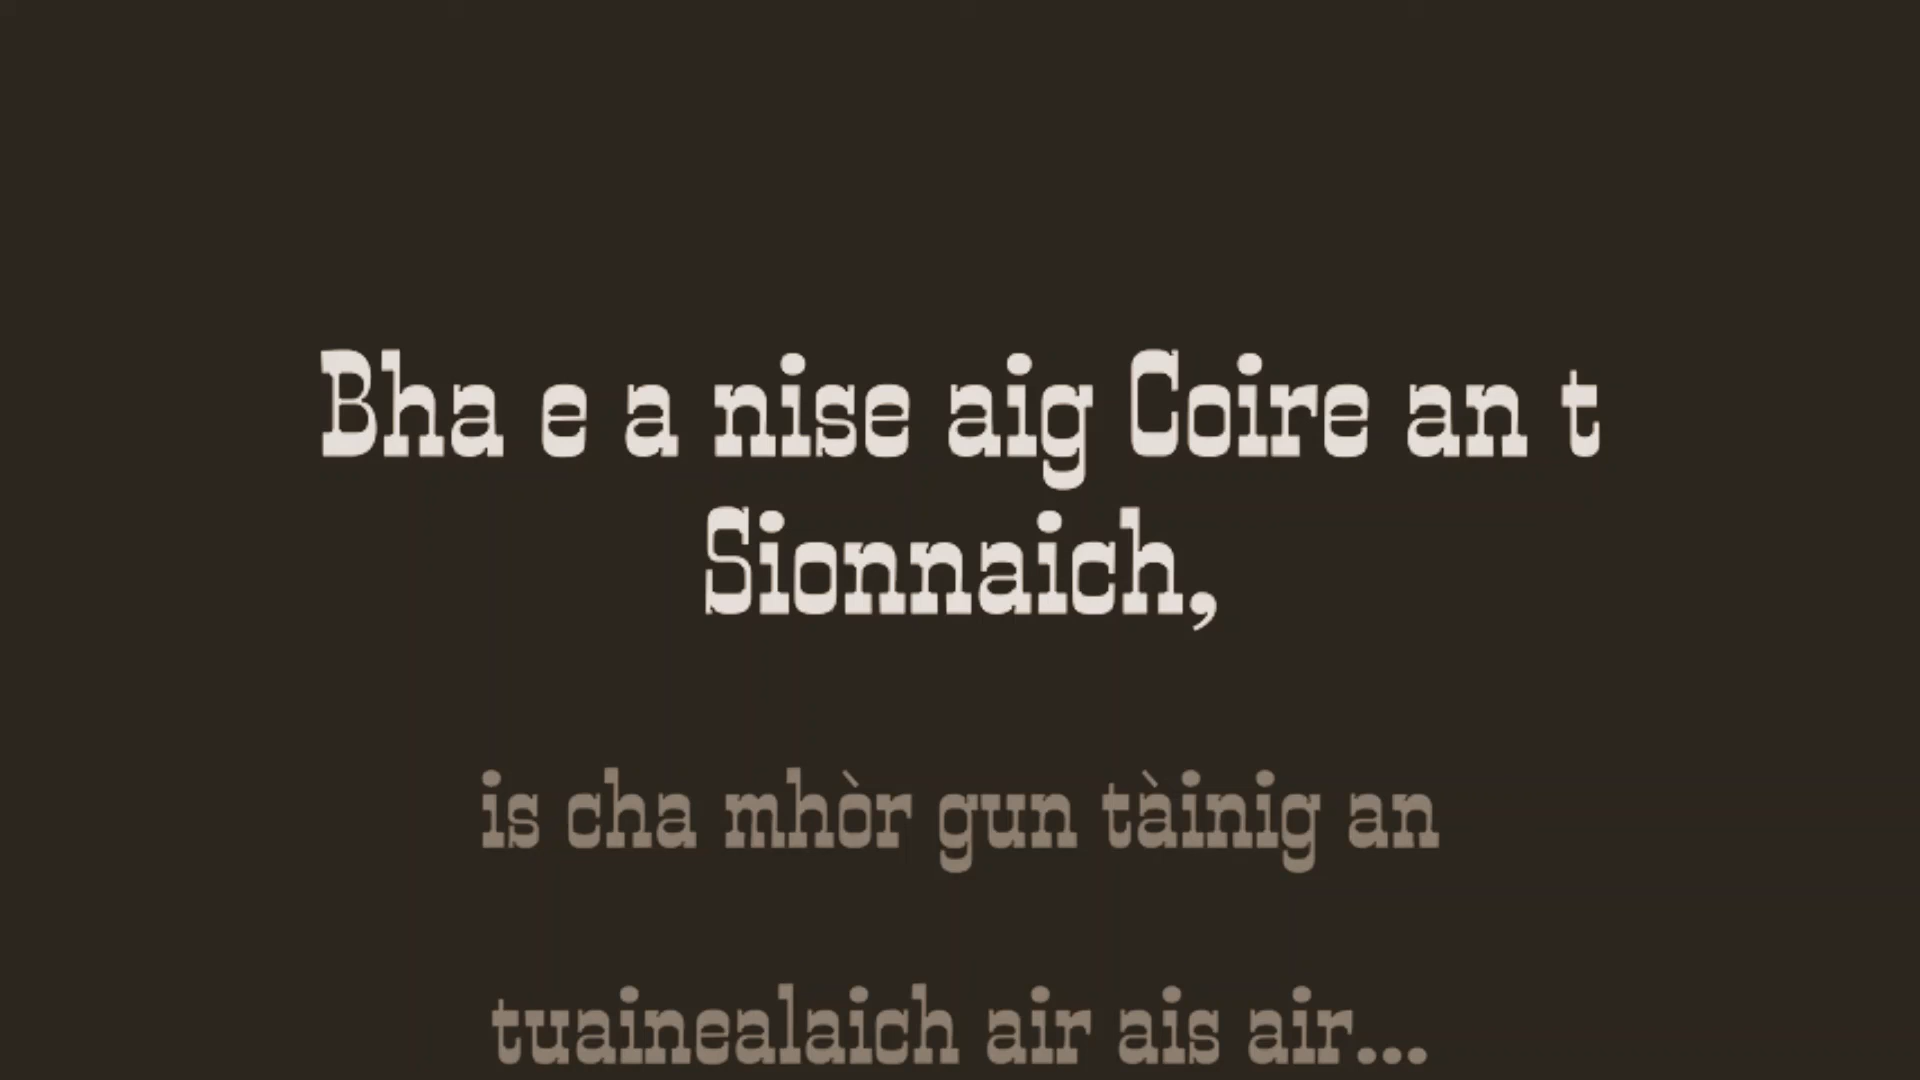 Bha e a nise aig Coire an t
Sionnaich,
is cha mhòr gun tàinig an
tuainealaich air ais air...